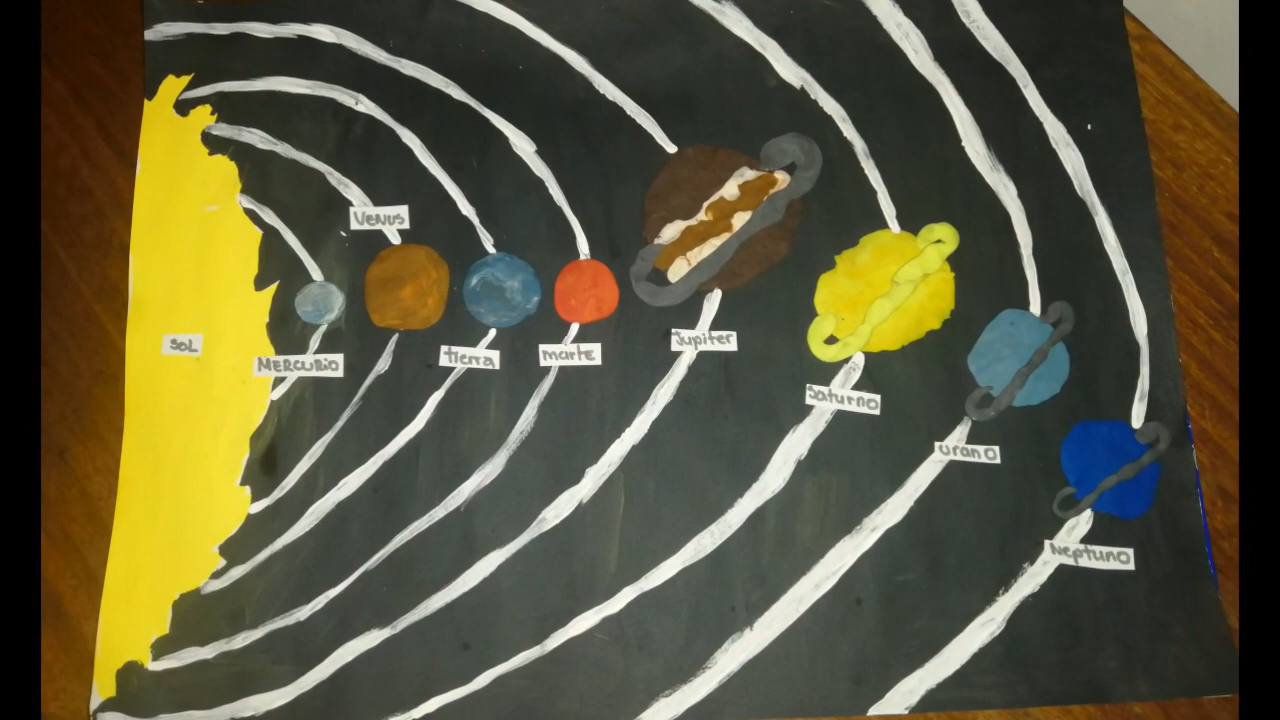 SOL
MERCURIO
VENUS
tierra
marte
Jupiter
Saturno
urano
Neptuno